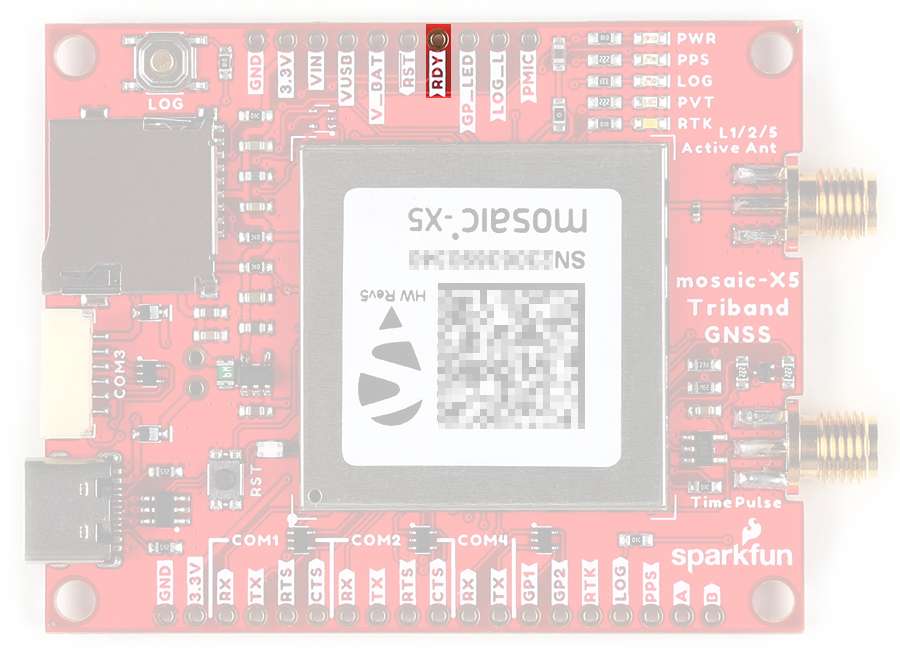 GND
3.3V
VIN
VUSB
V_BAT
RST
RDY
GP_LED
LOG_L
PMIC
PWR
PPS
LOG
PVT
RTK
LOG
L1/2/5
Active Ant
mosaic-X5
SN
HW Rev5
mosaic-X5
Triband
GNSS
COM3
RST
TimePulse
COM1
COM2
COM4
sparkfun
GND
3.3V
RX
TX
RTS
CTS
RX
TX
RTS
CTS
RX
TX
GP1
GP2
RTK
LOG
PPS
A
B